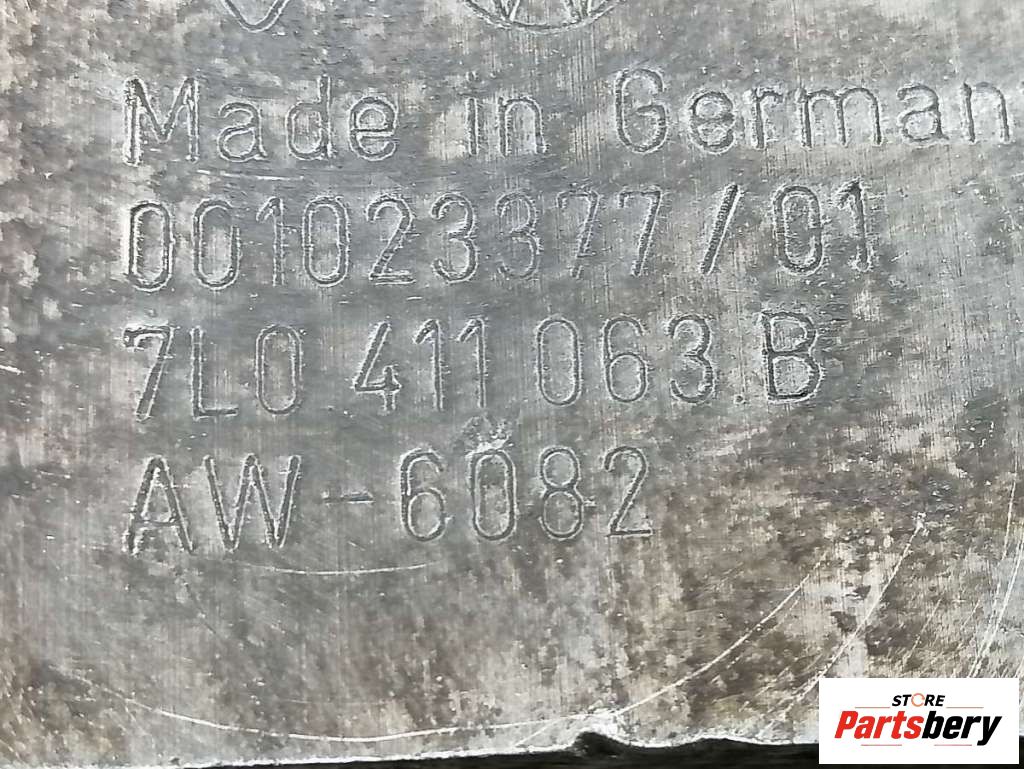 Made in German
001023377/01
7L0 411 063.B
AW-6082
STORE
Partsbery